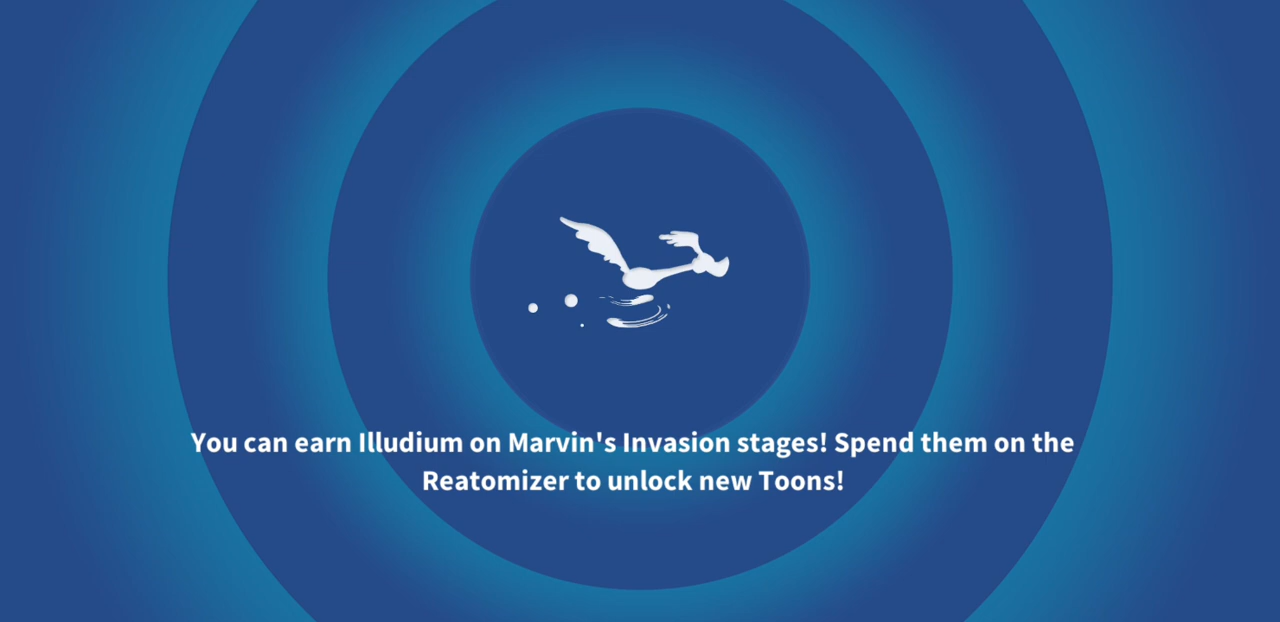 You can earn Illudium on Marvin's Invasion stages! Spend them on the
Reatomizer to unlock new Toons!